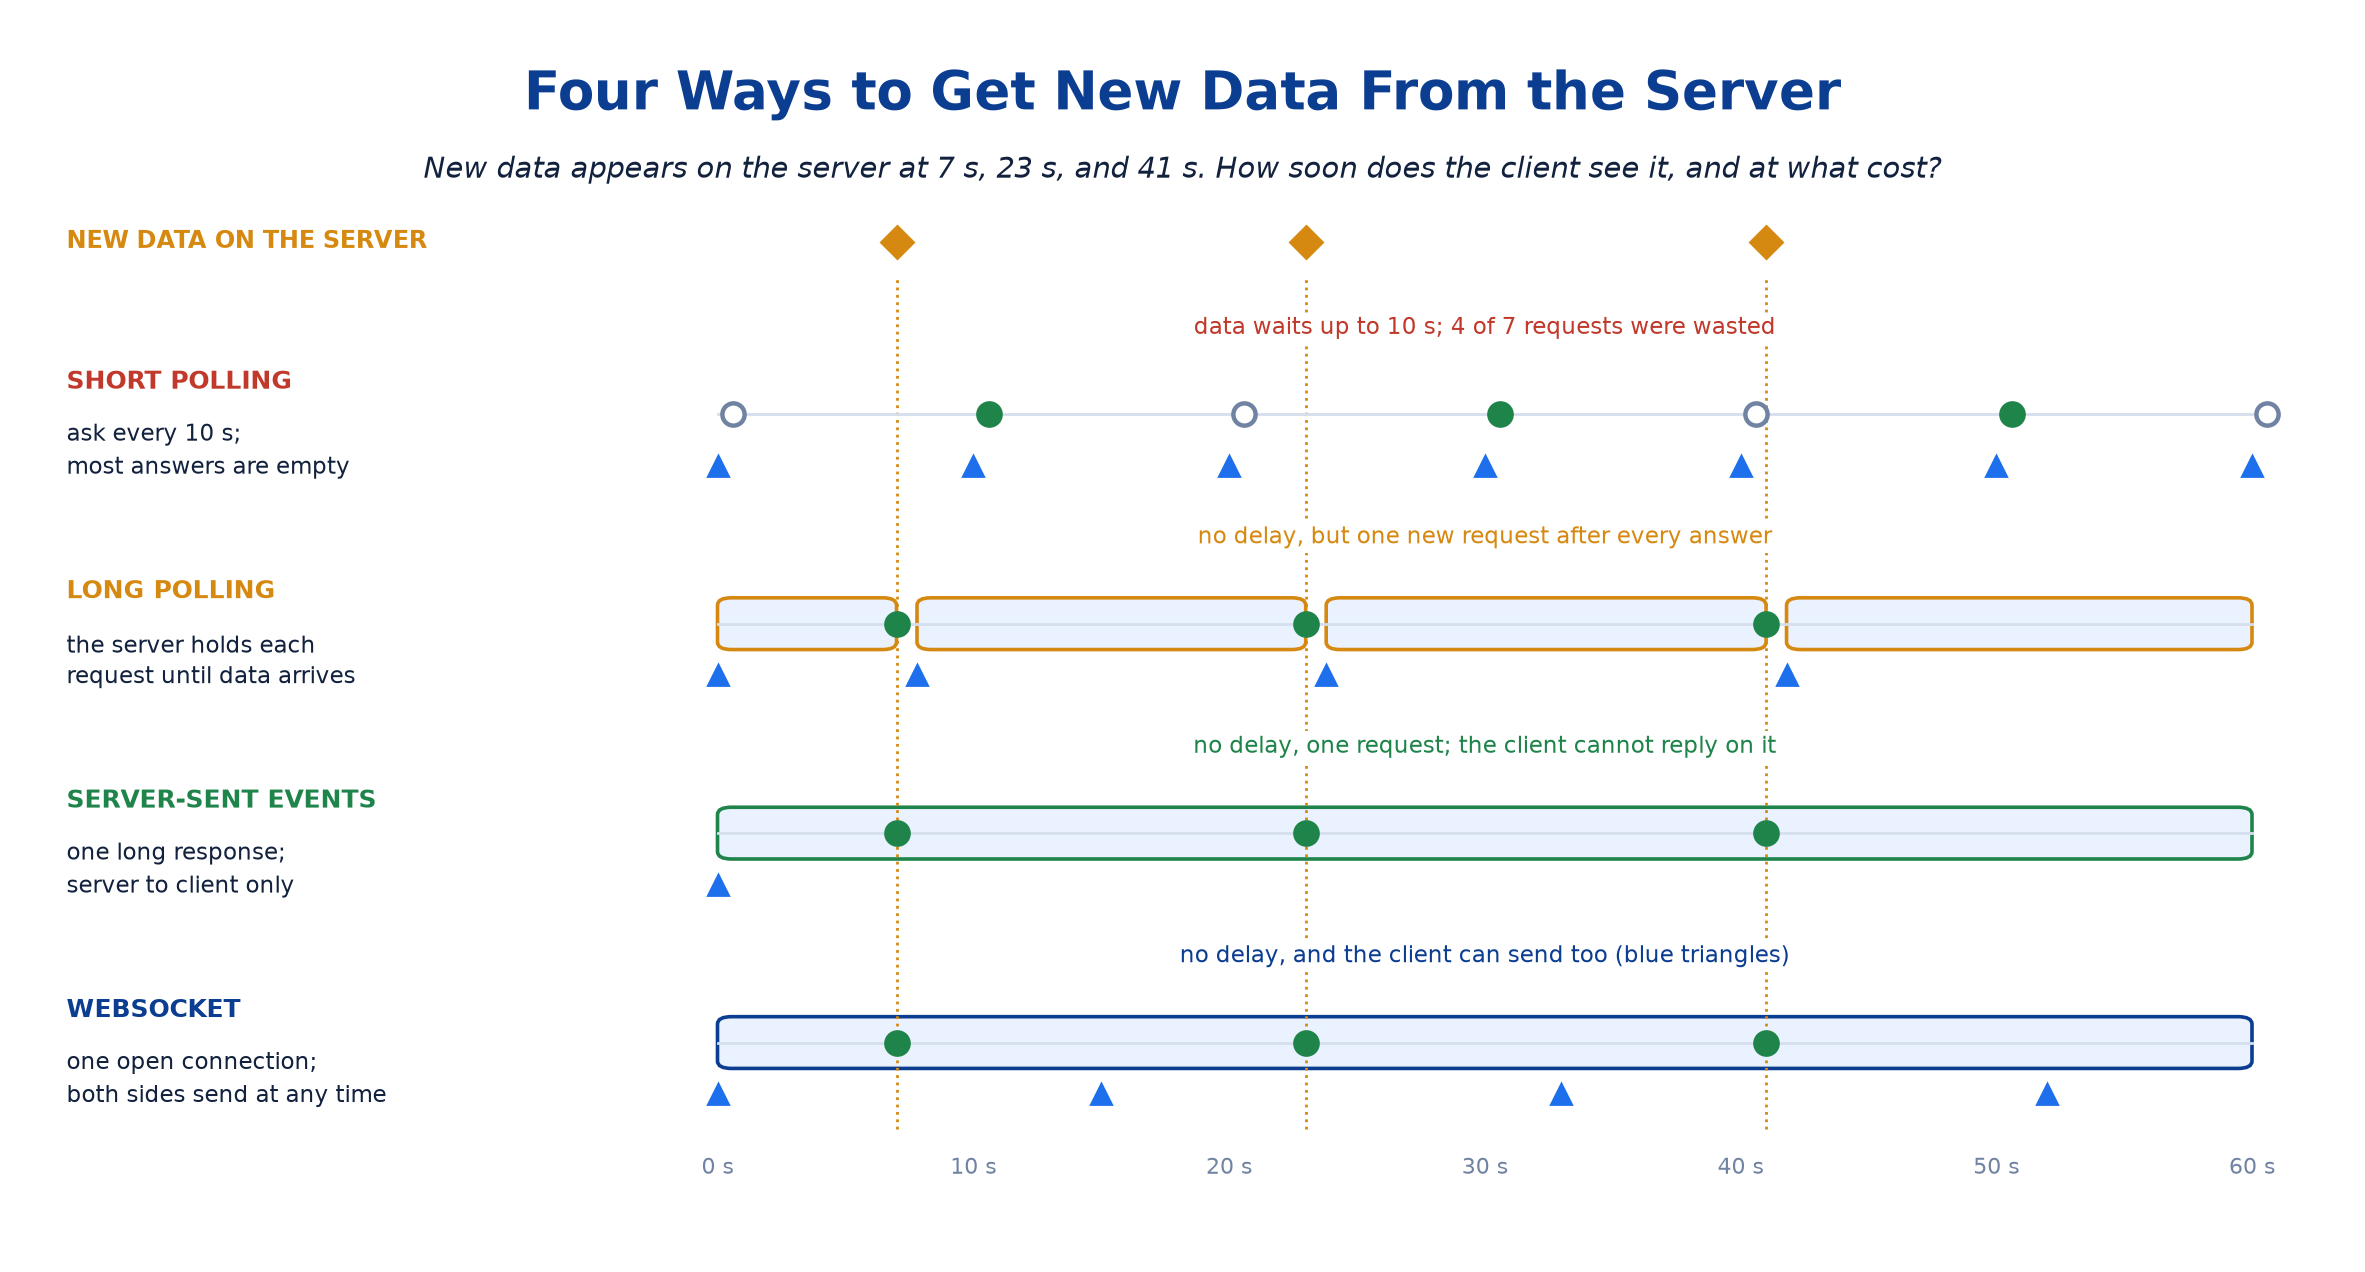 Four Ways to Get New Data From the Server
New data appears on the server at 7 s, 23 s, and 41 s. How soon does the client see it, and at what cost?
NEW DATA ON THE SERVER
data waits up to 10 s; 4 of 7 requests were wasted
SHORT POLLING
ask every 10 s;
most answers are empty
no delay, but one new request after every answer
LONG POLLING
the server holds each
request until data arrives
no delay, one request; the client cannot reply on it
SERVER-SENT EVENTS
one long response;
server to client only
no delay, and the client can send too (blue triangles)
WEBSOCKET
one open connection;
both sides send at any time
0 s 10 s 20 s 30 s 40 s 50 s 60 s